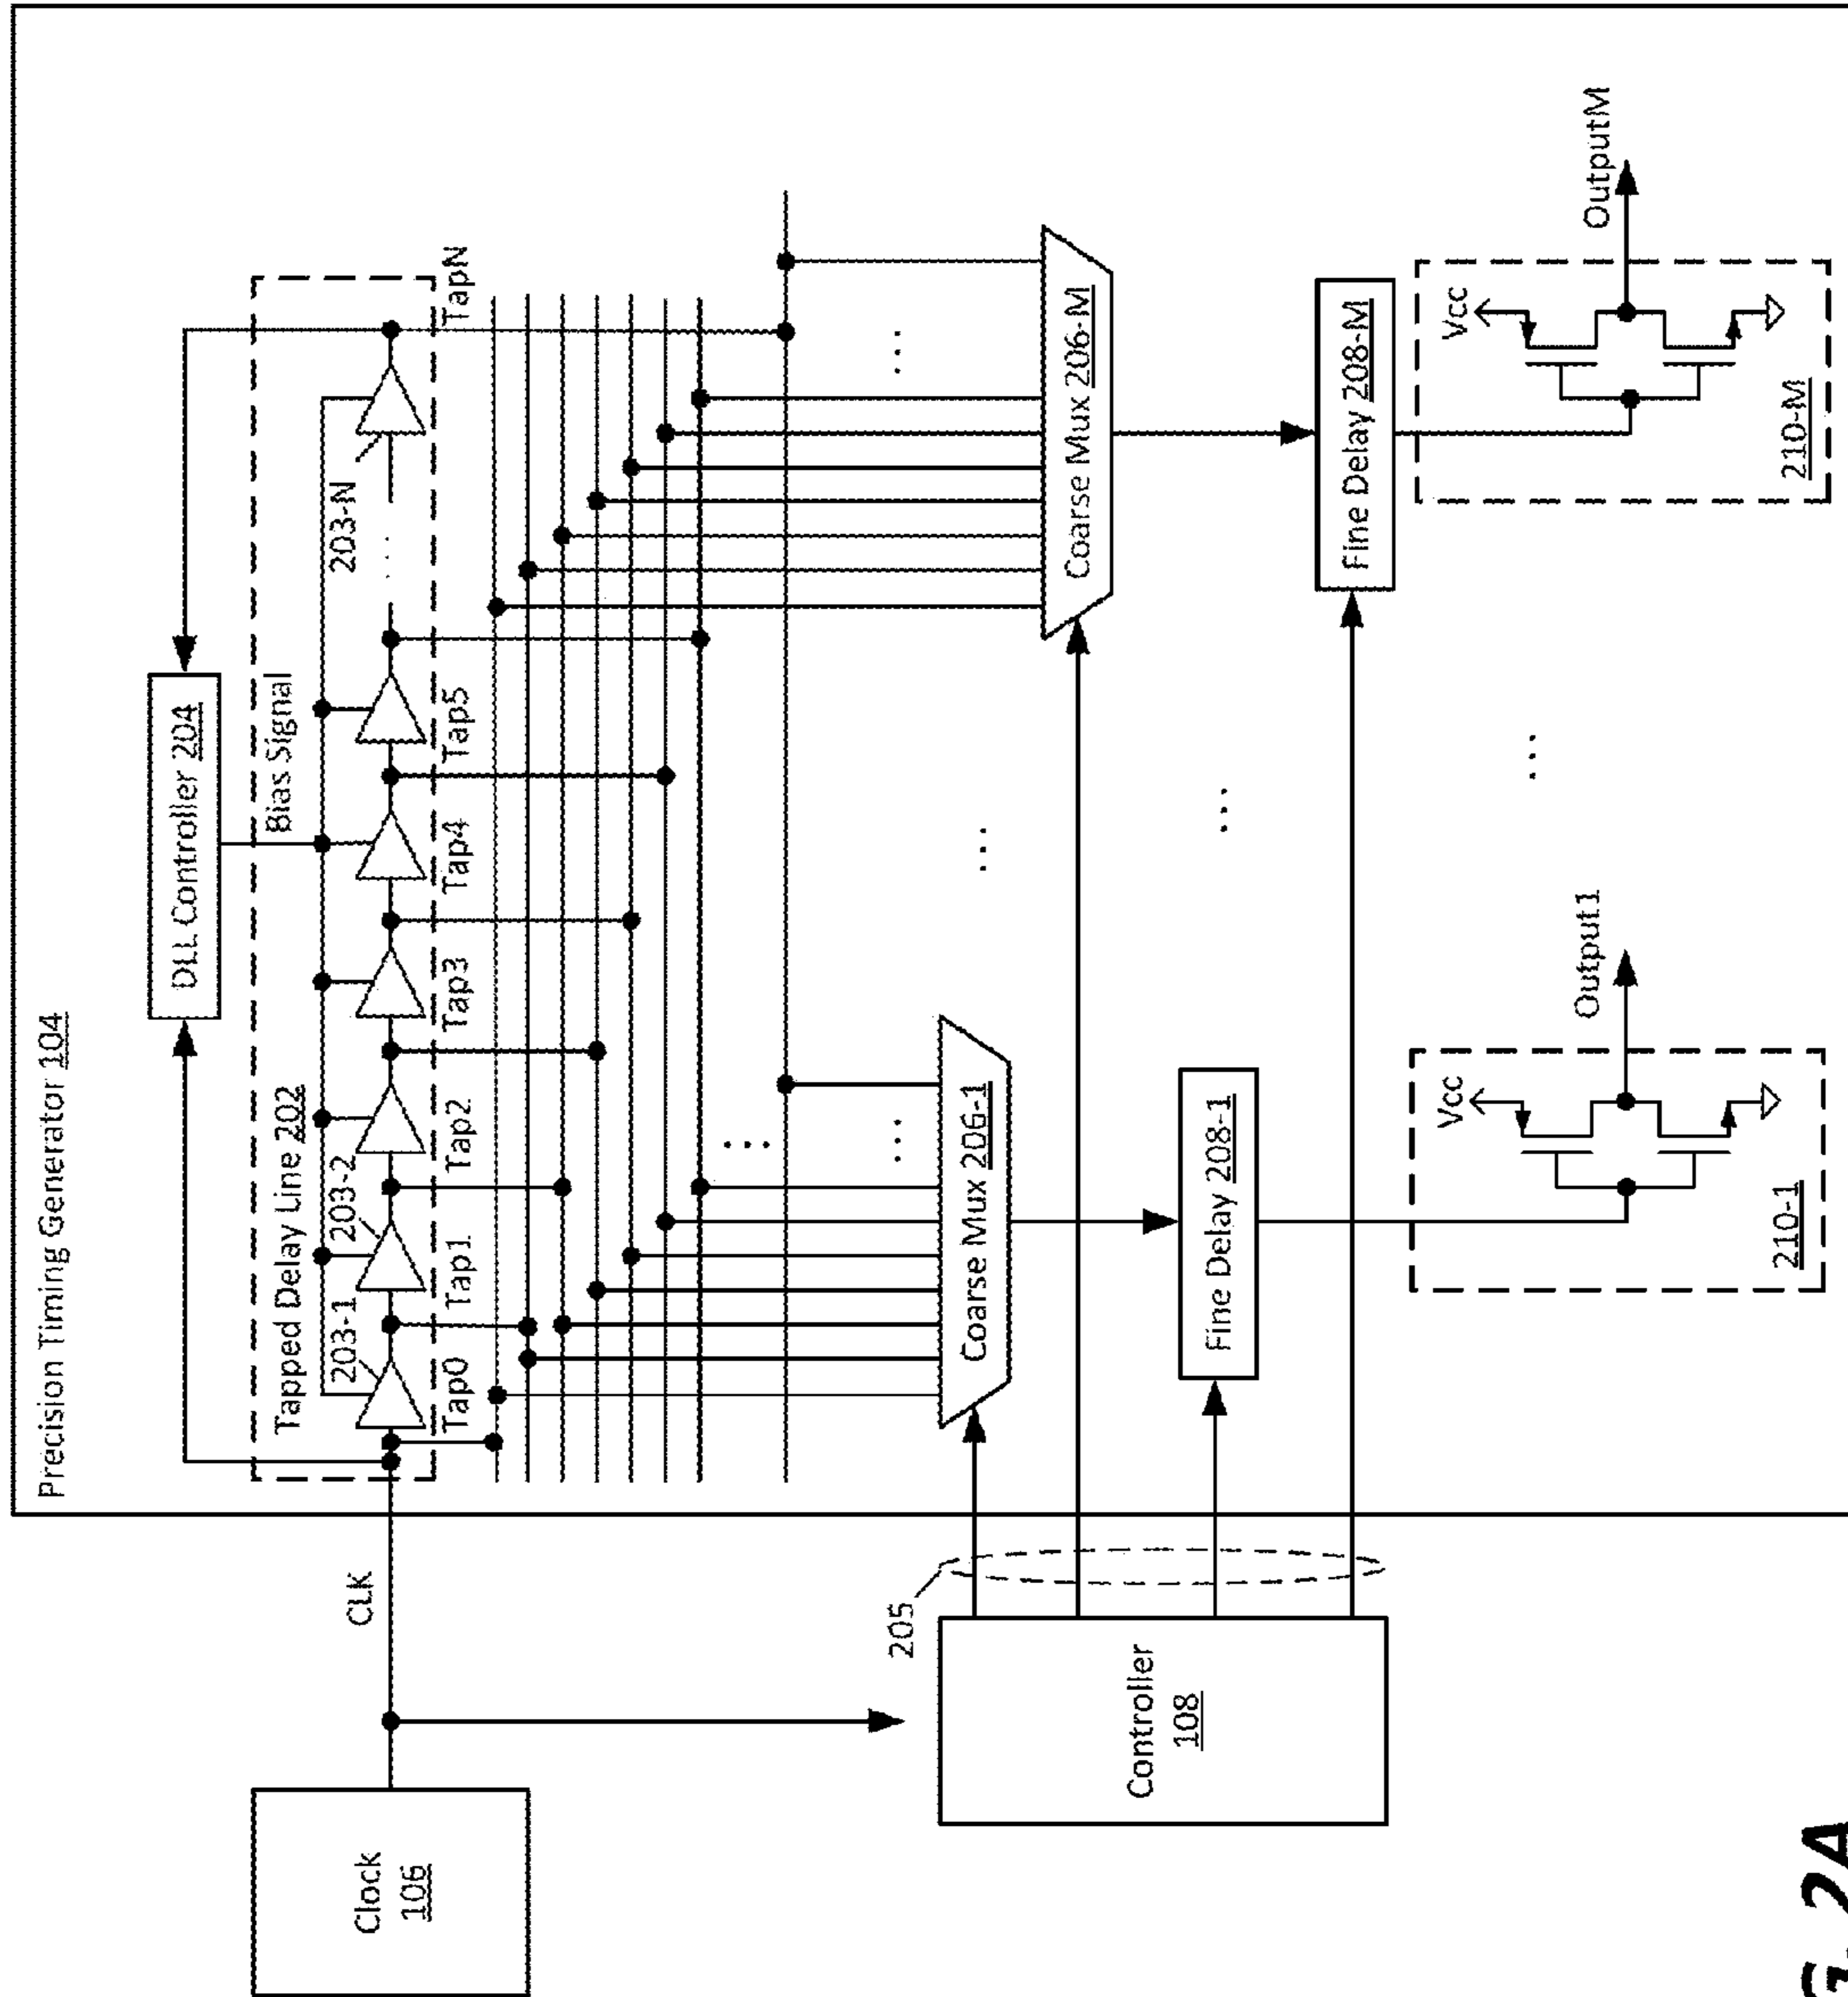 Precision Timing Generator 104
DLL Controller 204
Bias Signal
Tapped Delay Line 202
203-1
203-2
203-N
Tap0
Tap1
Tap2
Tap3
Tap4
Tap5
TapN
Clock
106
CLK
205
Controller
108
Coarse Mux 206-1
...
Coarse Mux 206-M
Fine Delay 208-1
...
Fine Delay 208-M
Vcc
Output1
210-1
...
Vcc
OutputM
210-M
2A